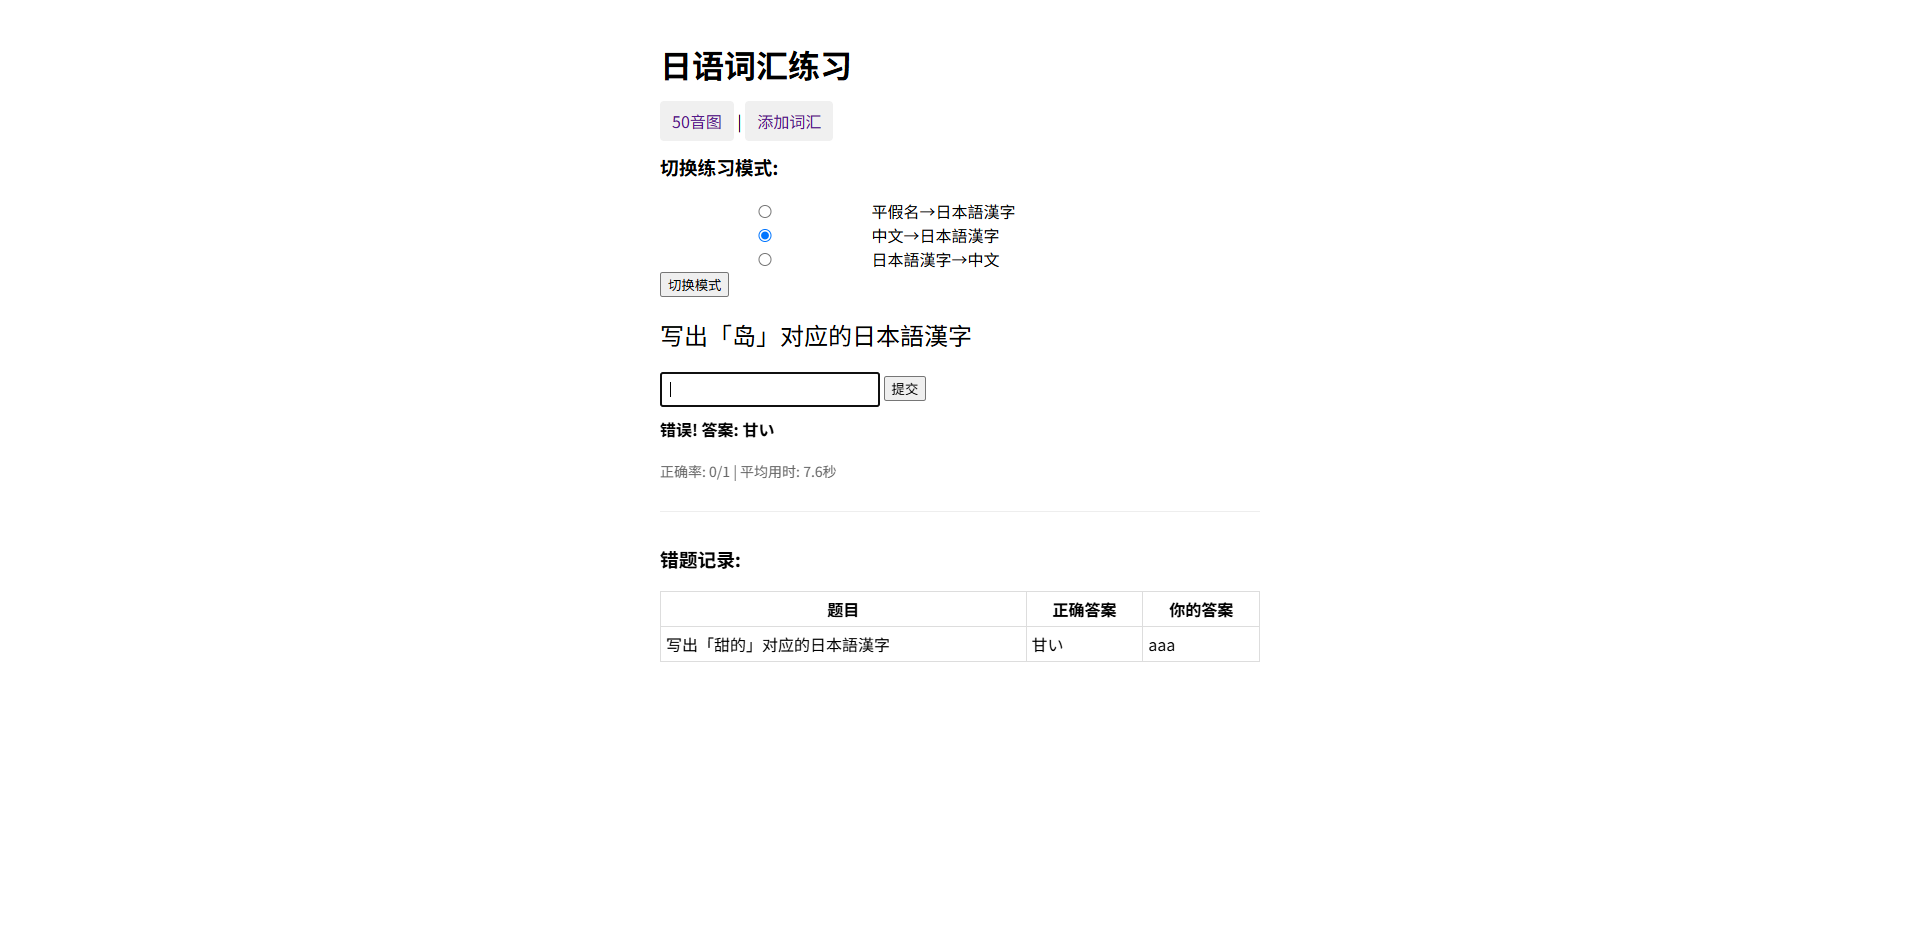 日语词汇练习
50音图 | 添加词汇
切换练习模式:
平假名→日本語漢字
中文→日本語漢字
日本語漢字→中文
切换模式
写出「岛」对应的日本語漢字
提交
错误! 答案: 甘い
正确率: 0/1 | 平均用时: 7.6秒
错题记录:
题目 正确答案 你的答案
写出「甜的」对应的日本語漢字 甘い aaa